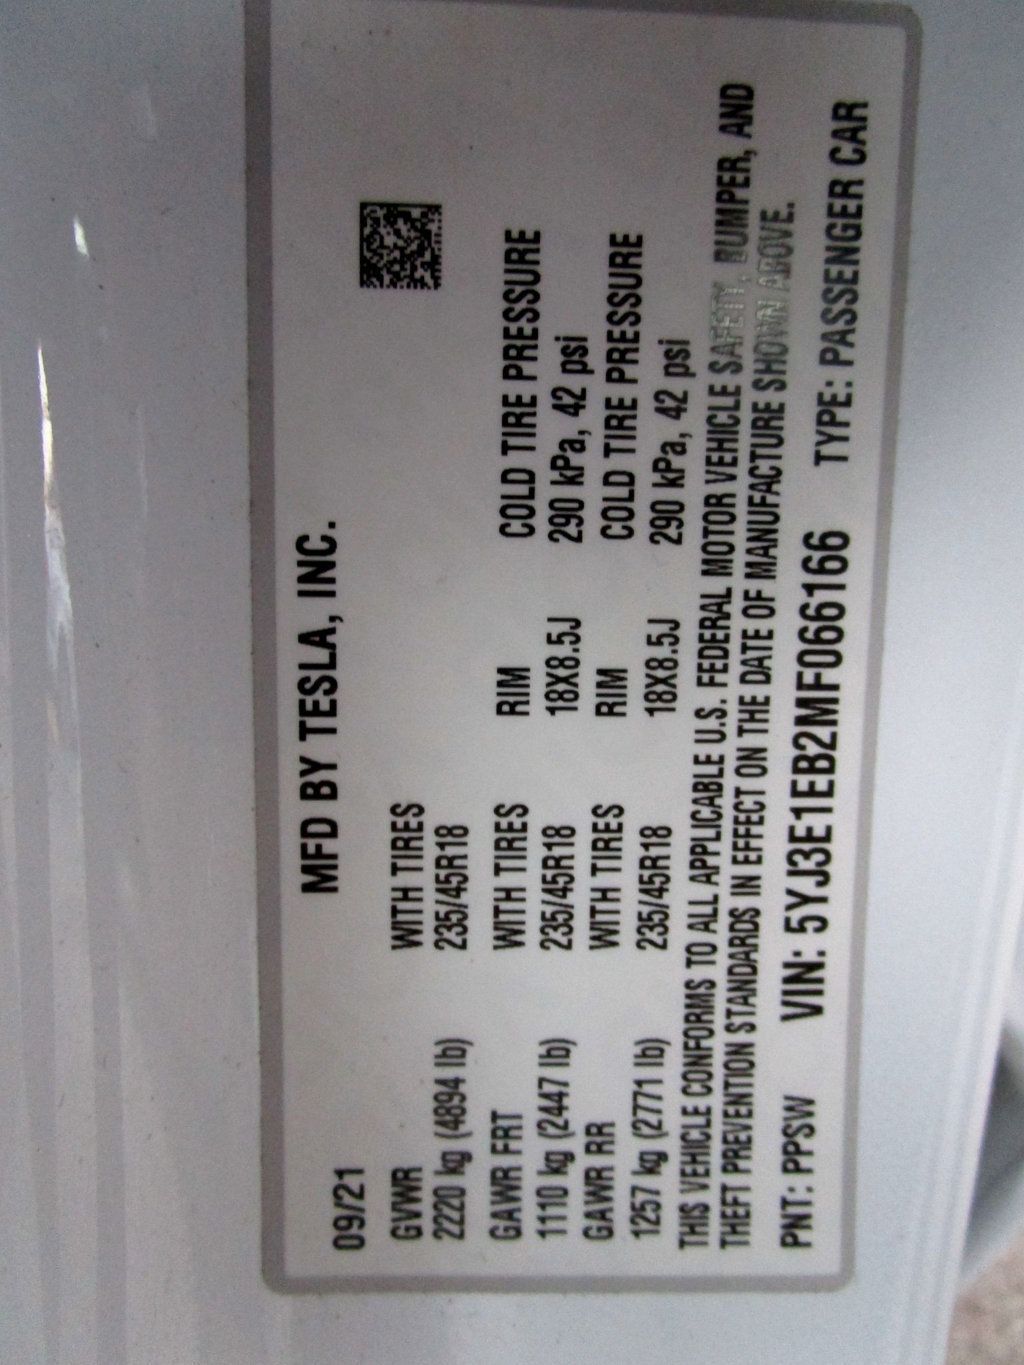 MFD BY TESLA, INC.
09/21
GVWR WITH TIRES
2220 kg (4894 lb) 235/45R18
GAWR FRT WITH TIRES RIM COLD TIRE PRESSURE
1110 kg (2447 lb) 235/45R18 18X8.5J 290 kPa, 42 psi
GAWR RR WITH TIRES RIM COLD TIRE PRESSURE
1257 kg (2771 lb) 235/45R18 18X8.5J 290 kPa, 42 psi
THIS VEHICLE CONFORMS TO ALL APPLICABLE U.S. FEDERAL MOTOR VEHICLE SAFETY, BUMPER, AND
THEFT PREVENTION STANDARDS IN EFFECT ON THE DATE OF MANUFACTURE SHOWN ABOVE.
PNT: PPSW VIN: 5YJ3E1EB2MF066166 TYPE: PASSENGER CAR